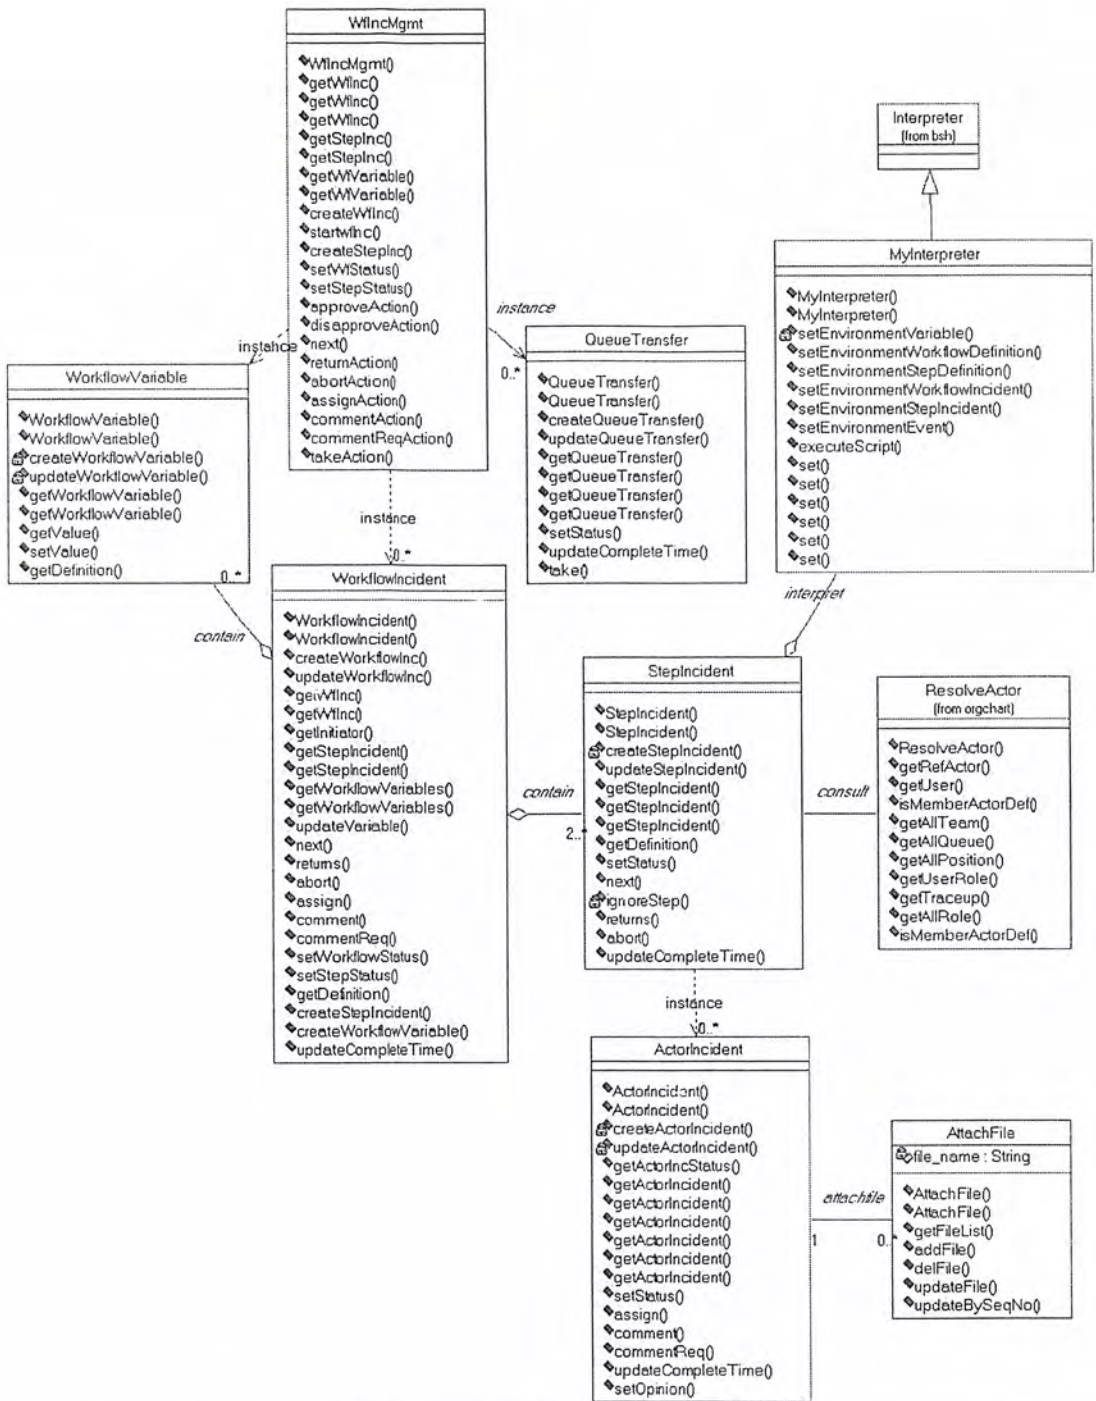 WfIncMgmt
WfIncMgmt()
getWfInc()
getWfInc()
getWfInc()
getStepInc()
getStepInc()
getWfVariable()
getWfVariable()
createWfInc()
startwfInc()
createStepInc()
setWfStatus()
setStepStatus()
approveAction()
disapproveAction()
next()
returnAction()
abortAction()
assignAction()
commentAction()
commentReqAction()
takeAction()
Interpreter
(from bsh)
MyInterpreter
MyInterpreter()
MyInterpreter()
setEnvironmentVariable()
setEnvironmentWorkflowDefinition()
setEnvironmentStepDefinition()
setEnvironmentWorkflowIncident()
setEnvironmentStepIncident()
setEnvironmentEvent()
executeScript()
set()
set()
set()
set()
set()
set()
instance
0..*
QueueTransfer
QueueTransfer()
QueueTransfer()
createQueueTransfer()
updateQueueTransfer()
getQueueTransfer()
getQueueTransfer()
getQueueTransfer()
getQueueTransfer()
setStatus()
updateCompleteTime()
take()
instance
WorkflowVariable
WorkflowVariable()
WorkflowVariable()
createWorkflowVariable()
updateWorkflowVariable()
getWorkflowVariable()
getWorkflowVariable()
getValue()
setValue()
getDefinition()
0..*
contain
instance
0..*
WorkflowIncident
WorkflowIncident()
WorkflowIncident()
createWorkflowInc()
updateWorkflowInc()
getWfInc()
getWfInc()
getInitiator()
getStepIncident()
getStepIncident()
getWorkflowVariables()
getWorkflowVariables()
updateVariable()
next()
returns()
abort()
assign()
comment()
commentReq()
setWorkflowStatus()
setStepStatus()
getDefinition()
createStepIncident()
createWorkflowVariable()
updateCompleteTime()
contain
2..*
interpret
StepIncident
StepIncident()
StepIncident()
createStepIncident()
updateStepIncident()
getStepIncident()
getStepIncident()
getStepIncident()
getDefinition()
setStatus()
next()
ignoreStep()
returns()
abort()
updateCompleteTime()
consult
ResolveActor
(from orgchart)
ResolveActor()
getRefActor()
getUser()
isMemberActorDef()
getAllTeam()
getAllQueue()
getAllPosition()
getUserRole()
getTraceup()
getAllRole()
isMemberActorDef()
instance
0..*
ActorIncident
ActorIncident()
ActorIncident()
createActorIncident()
updateActorIncident()
getActorIncStatus()
getActorIncident()
getActorIncident()
getActorIncident()
getActorIncident()
getActorIncident()
getActorIncident()
setStatus()
assign()
comment()
commentReq()
updateCompleteTime()
setOpinion()
attachfile
1
0..*
AttachFile
file_name : String
AttachFile()
AttachFile()
getFileList()
addFile()
delFile()
updateFile()
updateBySeqNo()